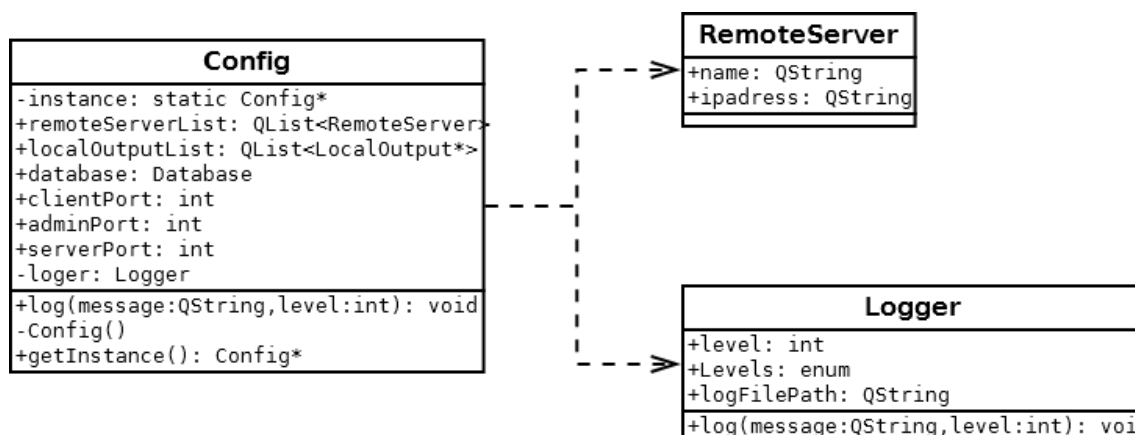 Config
-instance: static Config*
+remoteServerList: QList<RemoteServer>
+localOutputList: QList<LocalOutput*>
+database: Database
+clientPort: int
+adminPort: int
+serverPort: int
-loger: Logger
+log(message:QString,level:int): void
-Config()
+getInstance(): Config*
RemoteServer
+name: QString
+ipadress: QString
Logger
+level: int
+Levels: enum
+logFilePath: QString
+log(message:QString,level:int): voi